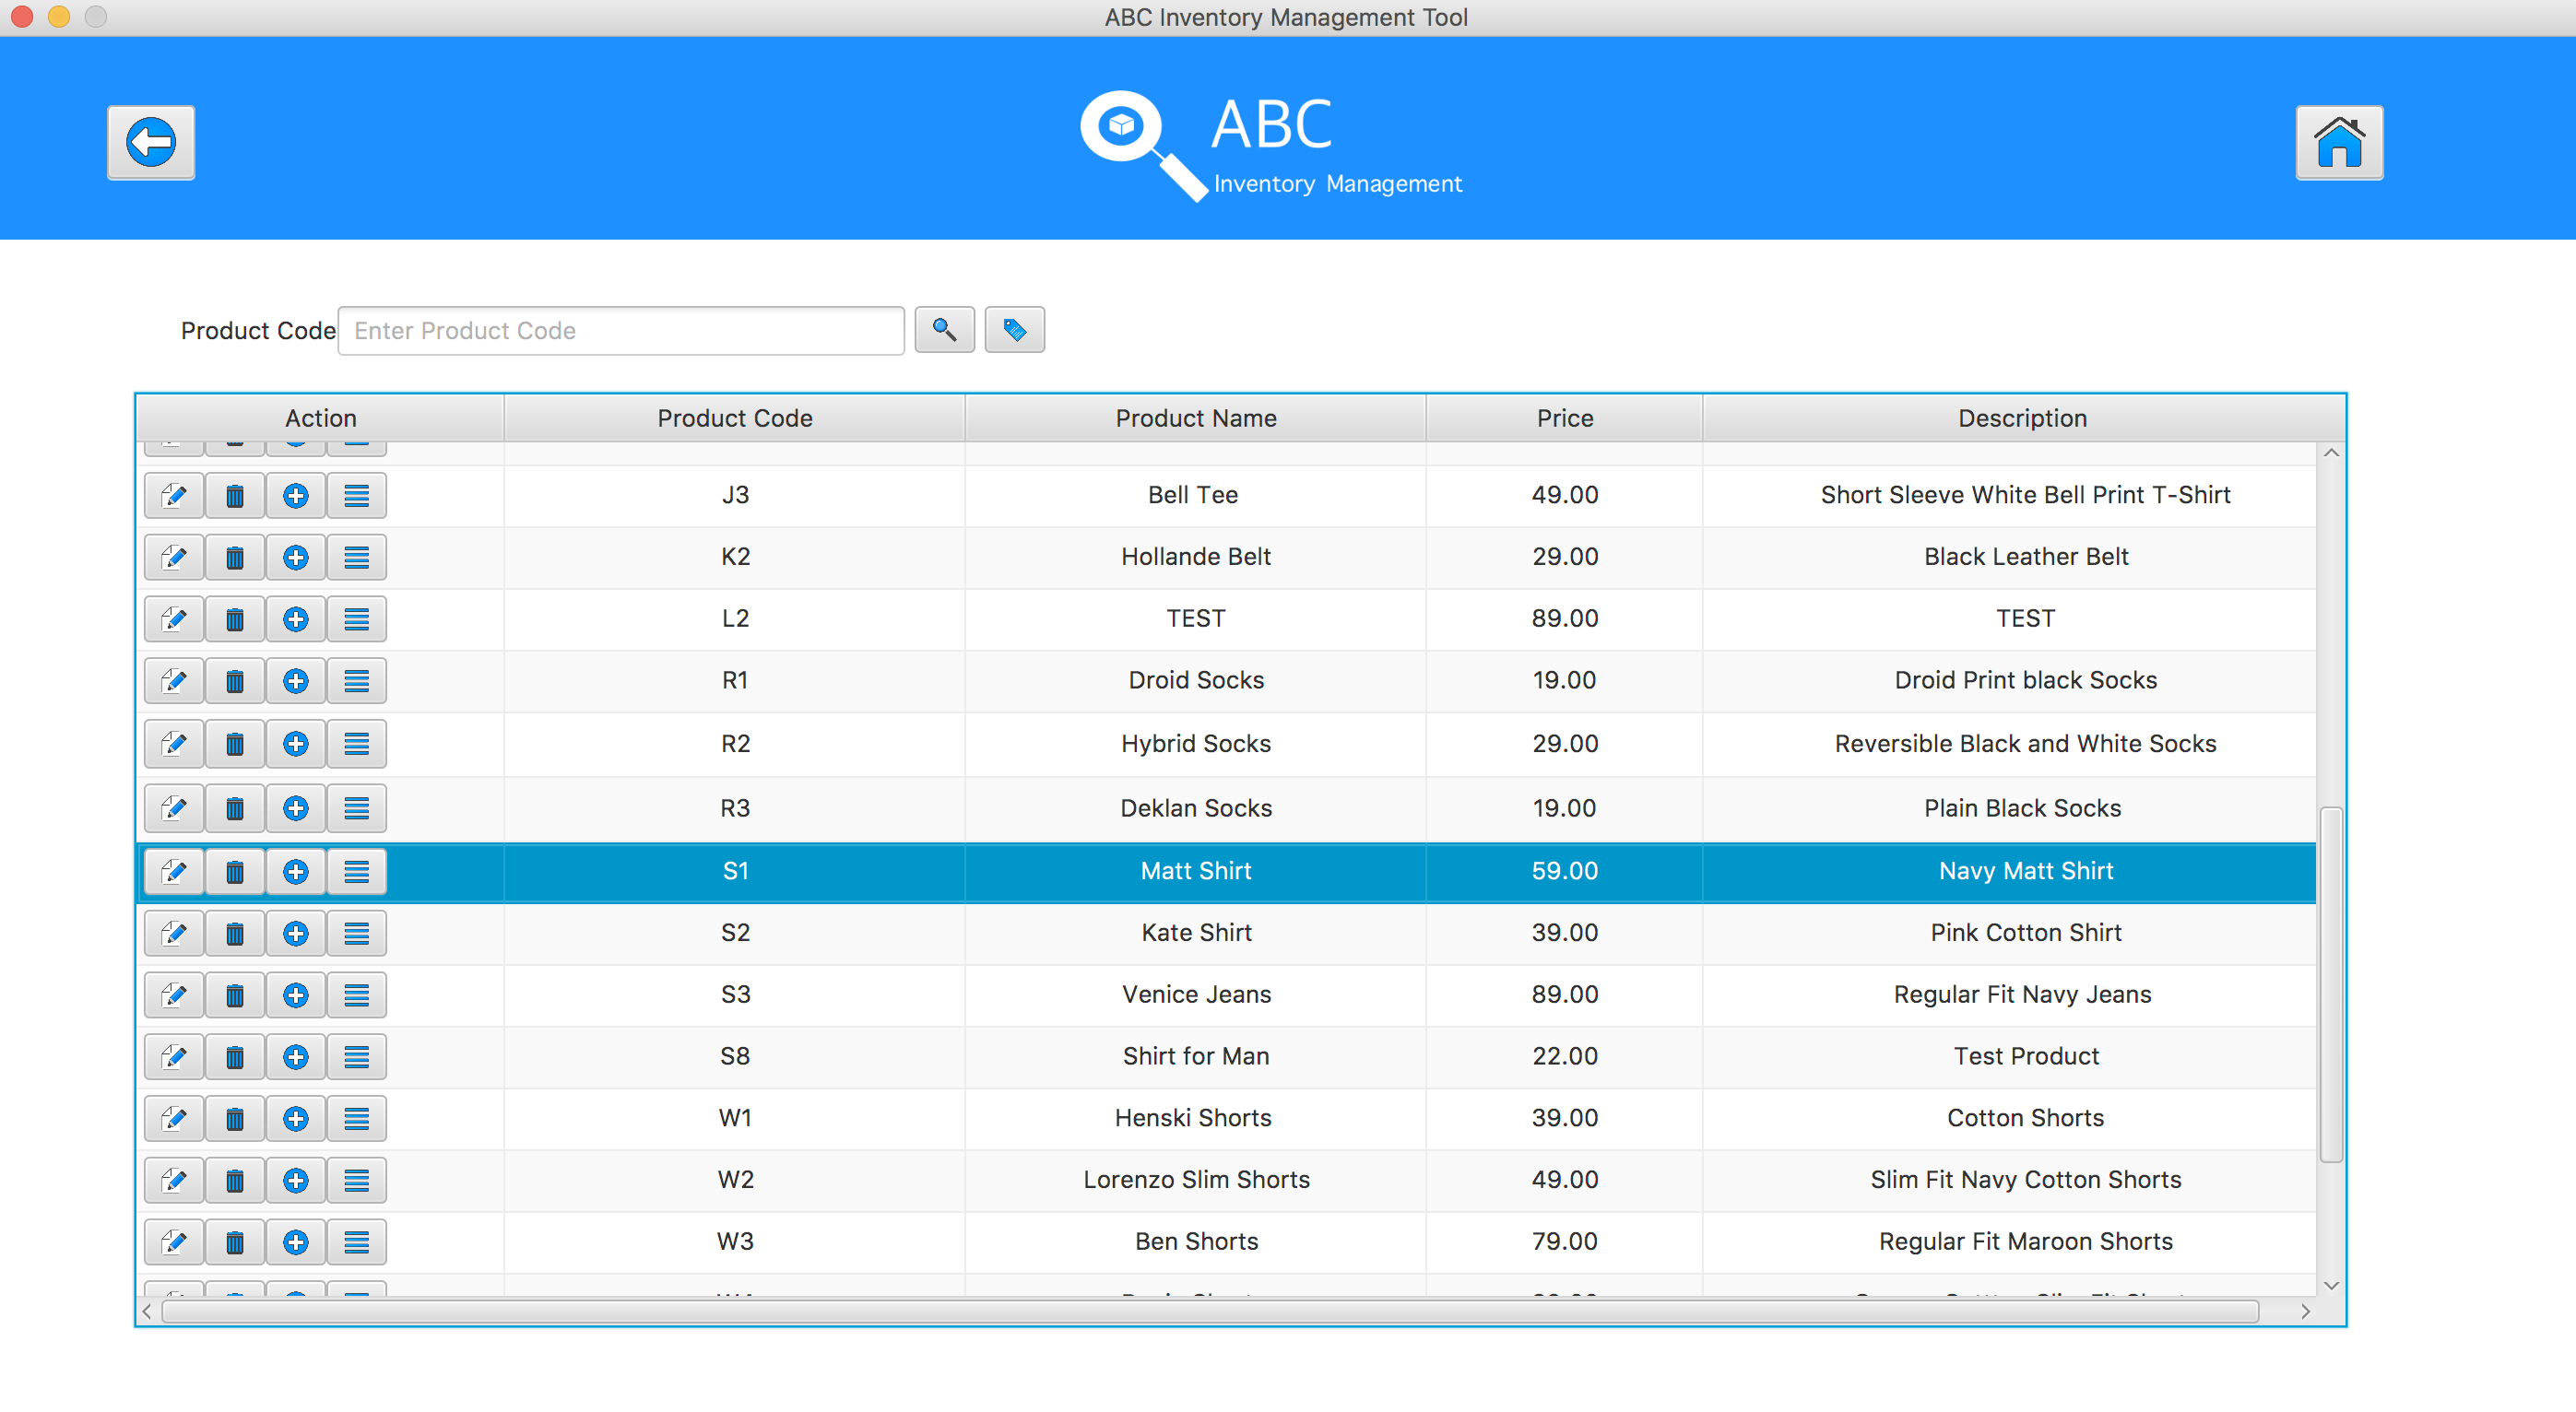 ABC Inventory Management Tool
ABC
Inventory Management
Product Code Enter Product Code
Action Product Code Product Name Price Description
J3 Bell Tee 49.00 Short Sleeve White Bell Print T-Shirt
K2 Hollande Belt 29.00 Black Leather Belt
L2 TEST 89.00 TEST
R1 Droid Socks 19.00 Droid Print black Socks
R2 Hybrid Socks 29.00 Reversible Black and White Socks
R3 Deklan Socks 19.00 Plain Black Socks
S1 Matt Shirt 59.00 Navy Matt Shirt
S2 Kate Shirt 39.00 Pink Cotton Shirt
S3 Venice Jeans 89.00 Regular Fit Navy Jeans
S8 Shirt for Man 22.00 Test Product
W1 Henski Shorts 39.00 Cotton Shorts
W2 Lorenzo Slim Shorts 49.00 Slim Fit Navy Cotton Shorts
W3 Ben Shorts 79.00 Regular Fit Maroon Shorts